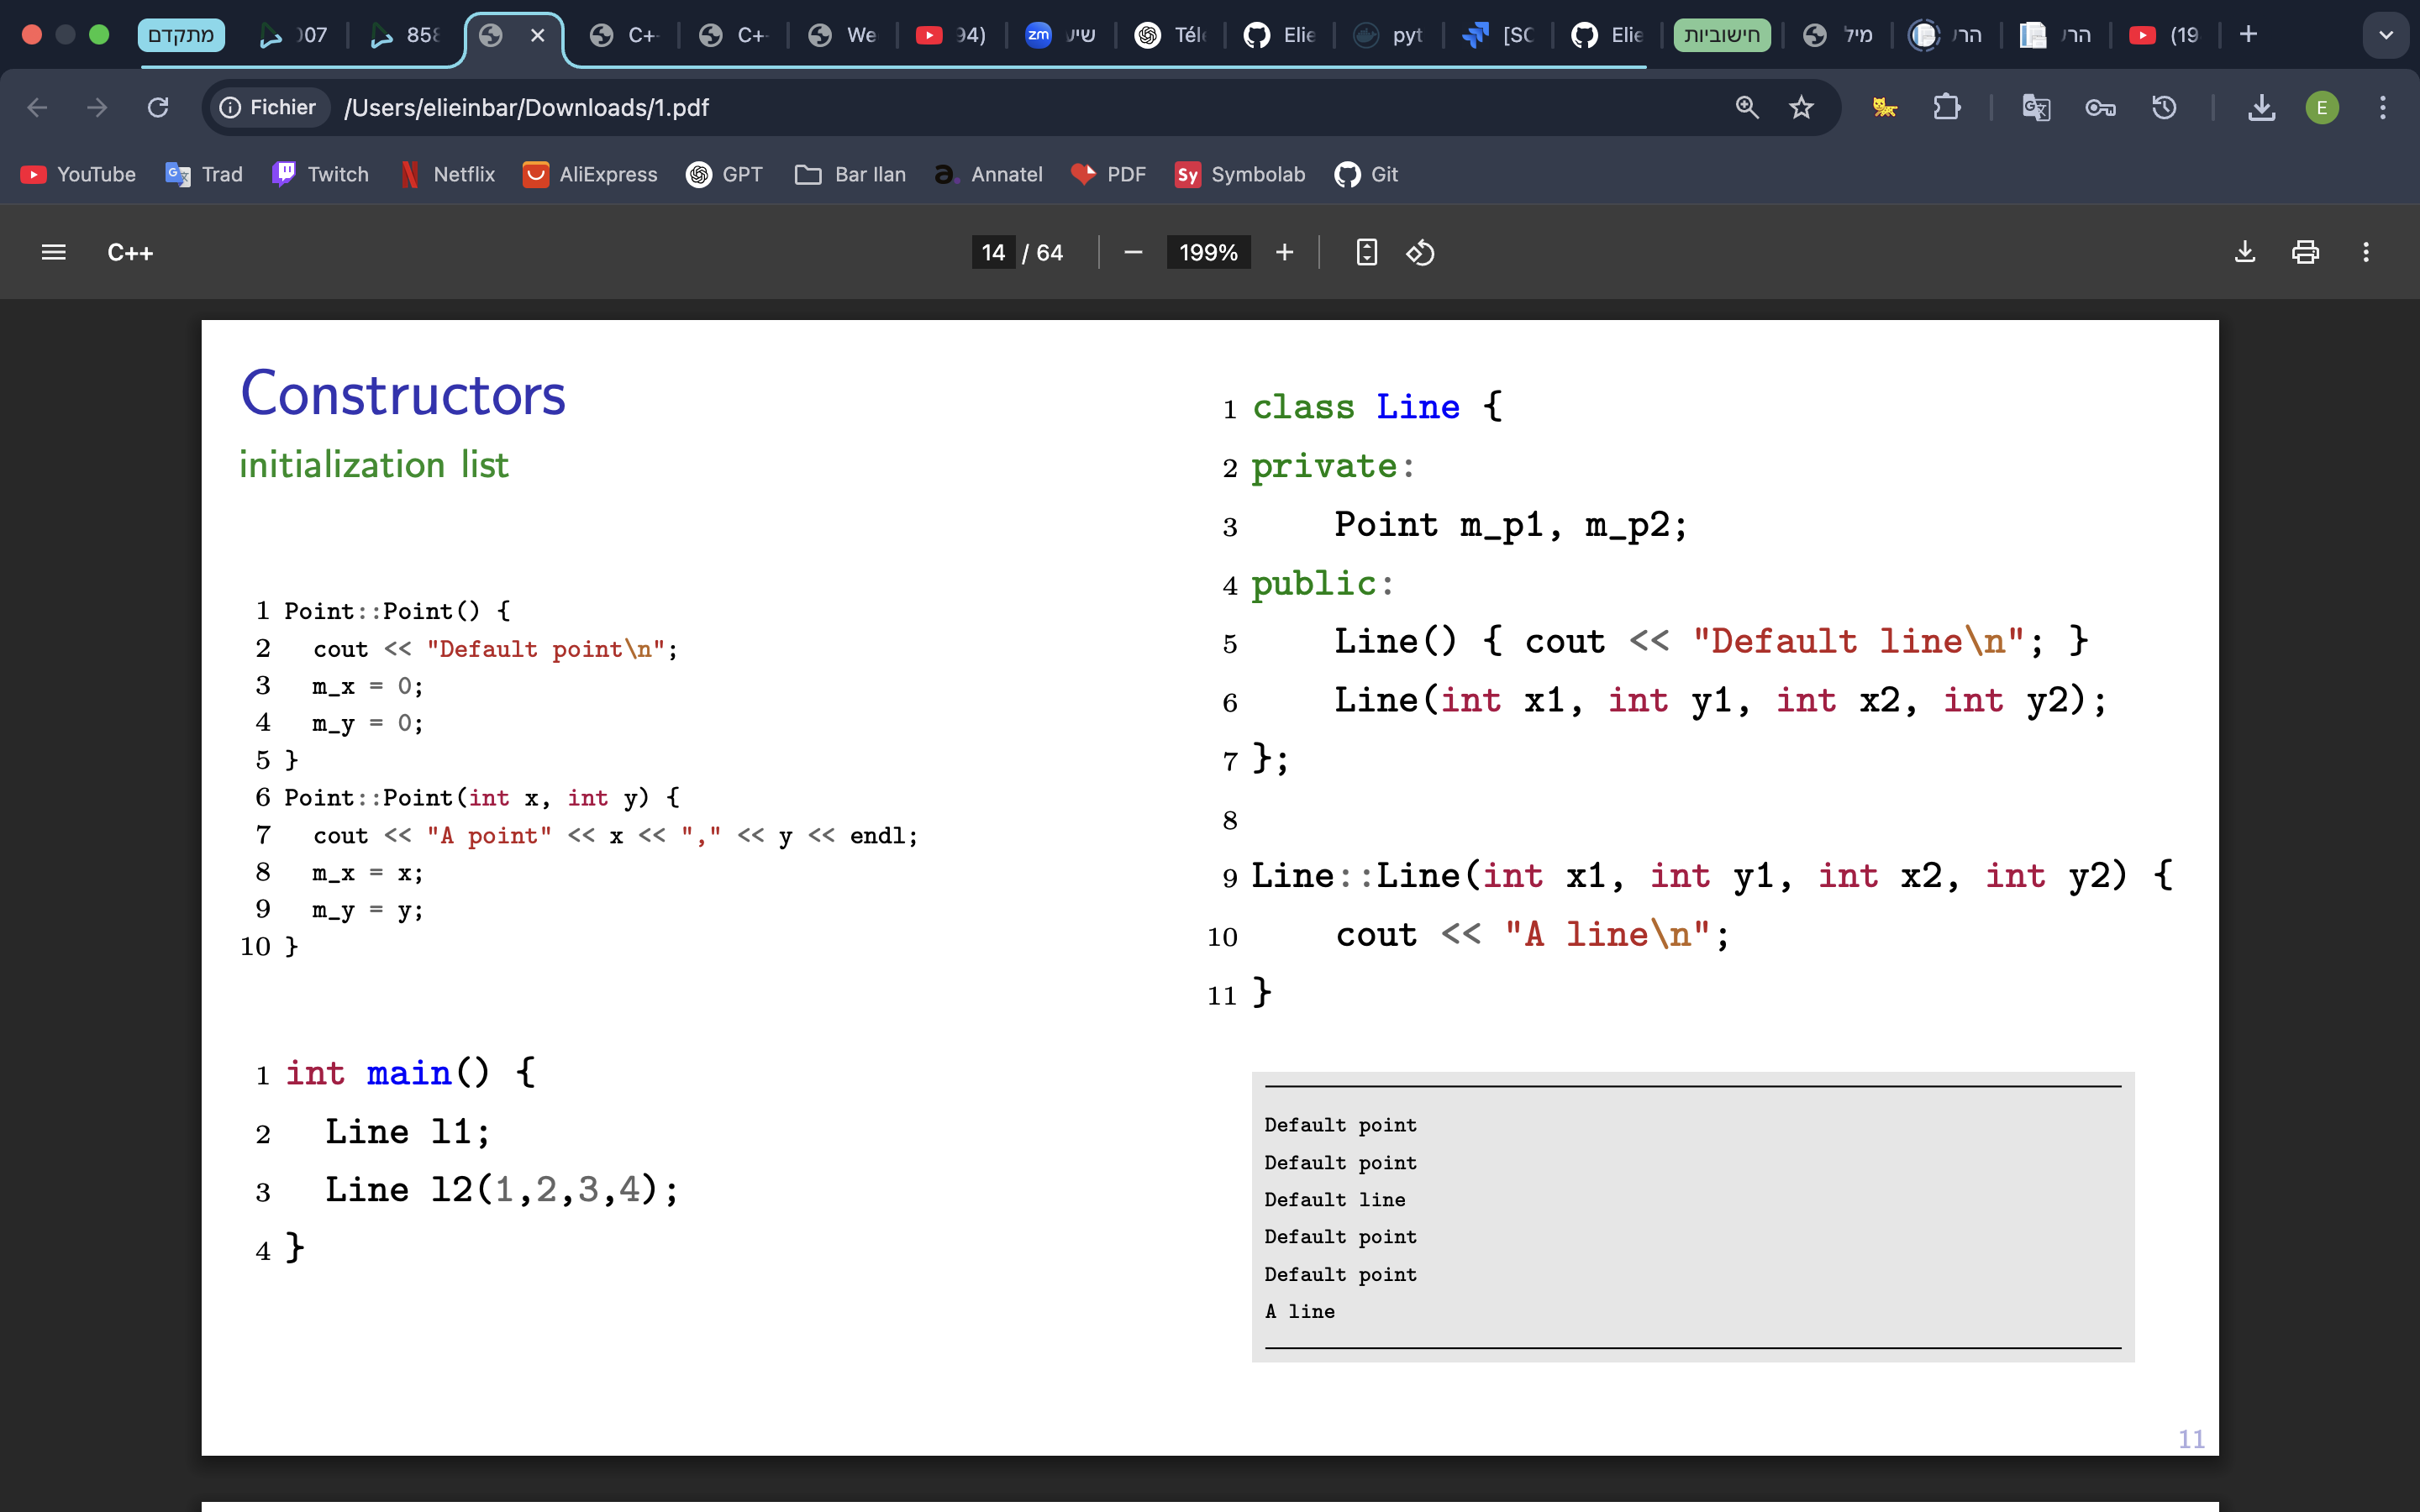 מתקדם
007
858
C+
C+
We
94)
zm
שיע
Télé
Elie
pyt
[SC
Elie
חישוביות
מיל
הרי
הרי
(19
Fichier
/Users/elieinbar/Downloads/1.pdf
E
YouTube
Trad
Twitch
Netflix
AliExpress
GPT
Bar Ilan
Annatel
PDF
Sy Symbolab
Git
C++
14 / 64
199%
Constructors
initialization list
1 Point::Point() {
2 cout << "Default point\n";
3 m_x = 0;
4 m_y = 0;
5 }
6 Point::Point(int x, int y) {
7 cout << "A point" << x << "," << y << endl;
8 m_x = x;
9 m_y = y;
10 }
1 int main() {
2 Line l1;
3 Line l2(1,2,3,4);
4 }
1 class Line {
2 private:
3 Point m_p1, m_p2;
4 public:
5 Line() { cout << "Default line\n"; }
6 Line(int x1, int y1, int x2, int y2);
7 };
8
9 Line::Line(int x1, int y1, int x2, int y2) {
10 cout << "A line\n";
11 }
Default point
Default point
Default line
Default point
Default point
A line
11